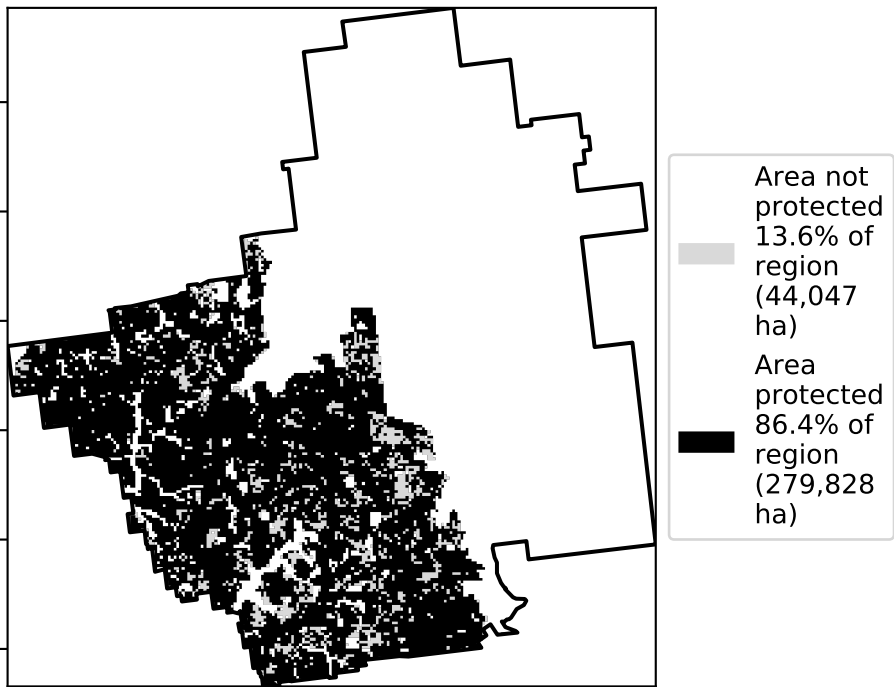 Area not
protected
13.6% of
region
(44,047
ha)
Area
protected
86.4% of
region
(279,828
ha)